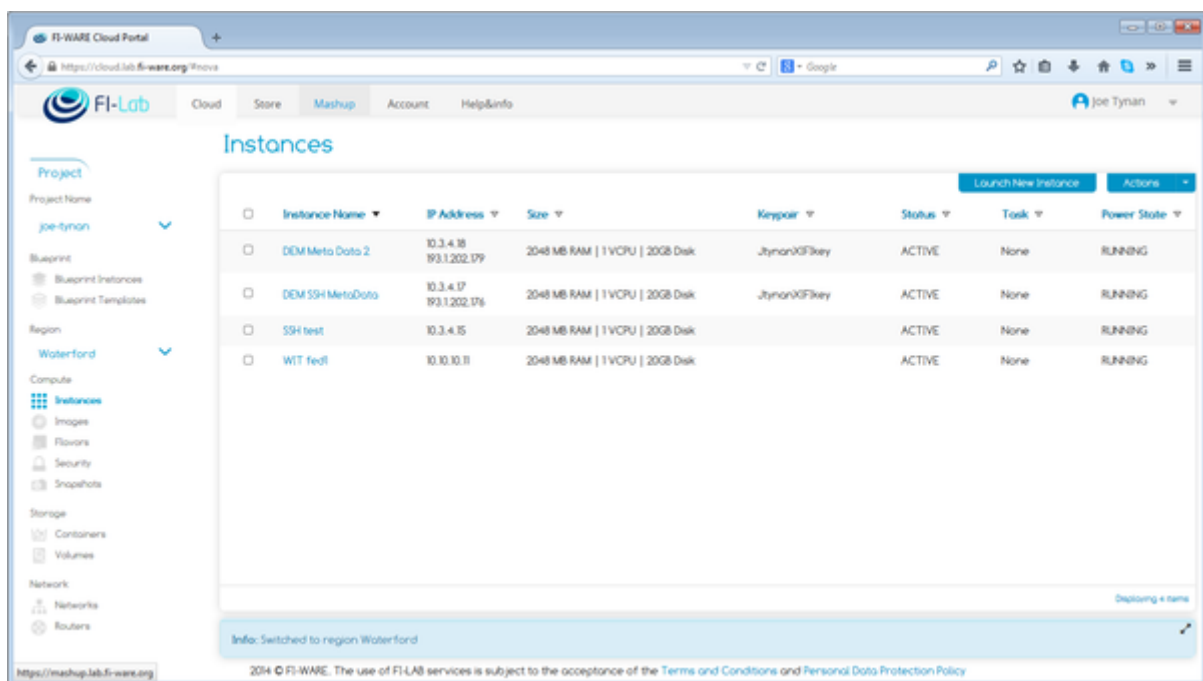 FI-WARE Cloud Portal
https://cloud.lab.fi-ware.org/#nova
Google
FI-Lab Cloud Store Mashup Account Help&info Joe Tynan
Instances
Project
Project Name
joe-tynan
Blueprint
Blueprint Instances
Blueprint Templates
Region
Waterford
Compute
Instances
Images
Flavors
Security
Snapshots
Storage
Containers
Volumes
Network
Networks
Routers
Launch New Instance Actions
Instance Name IP Address Size Keypair Status Task Power State
DEM Meta Data 2 10.3.4.18 2048 MB RAM | 1 VCPU | 20GB Disk JtynanXIFIkey ACTIVE None RUNNING
193.1.202.179
DEM SSH MetaData 10.3.4.17 2048 MB RAM | 1 VCPU | 20GB Disk JtynanXIFIkey ACTIVE None RUNNING
193.1.202.176
SSH test 10.3.4.15 2048 MB RAM | 1 VCPU | 20GB Disk ACTIVE None RUNNING
WIT fed1 10.10.10.11 2048 MB RAM | 1 VCPU | 20GB Disk ACTIVE None RUNNING
Displaying 4 items
Info: Switched to region Waterford
https://mashup.lab.fi-ware.org
2014 © FI-WARE. The use of FI-LAB services is subject to the acceptance of the Terms and Conditions and Personal Data Protection Policy